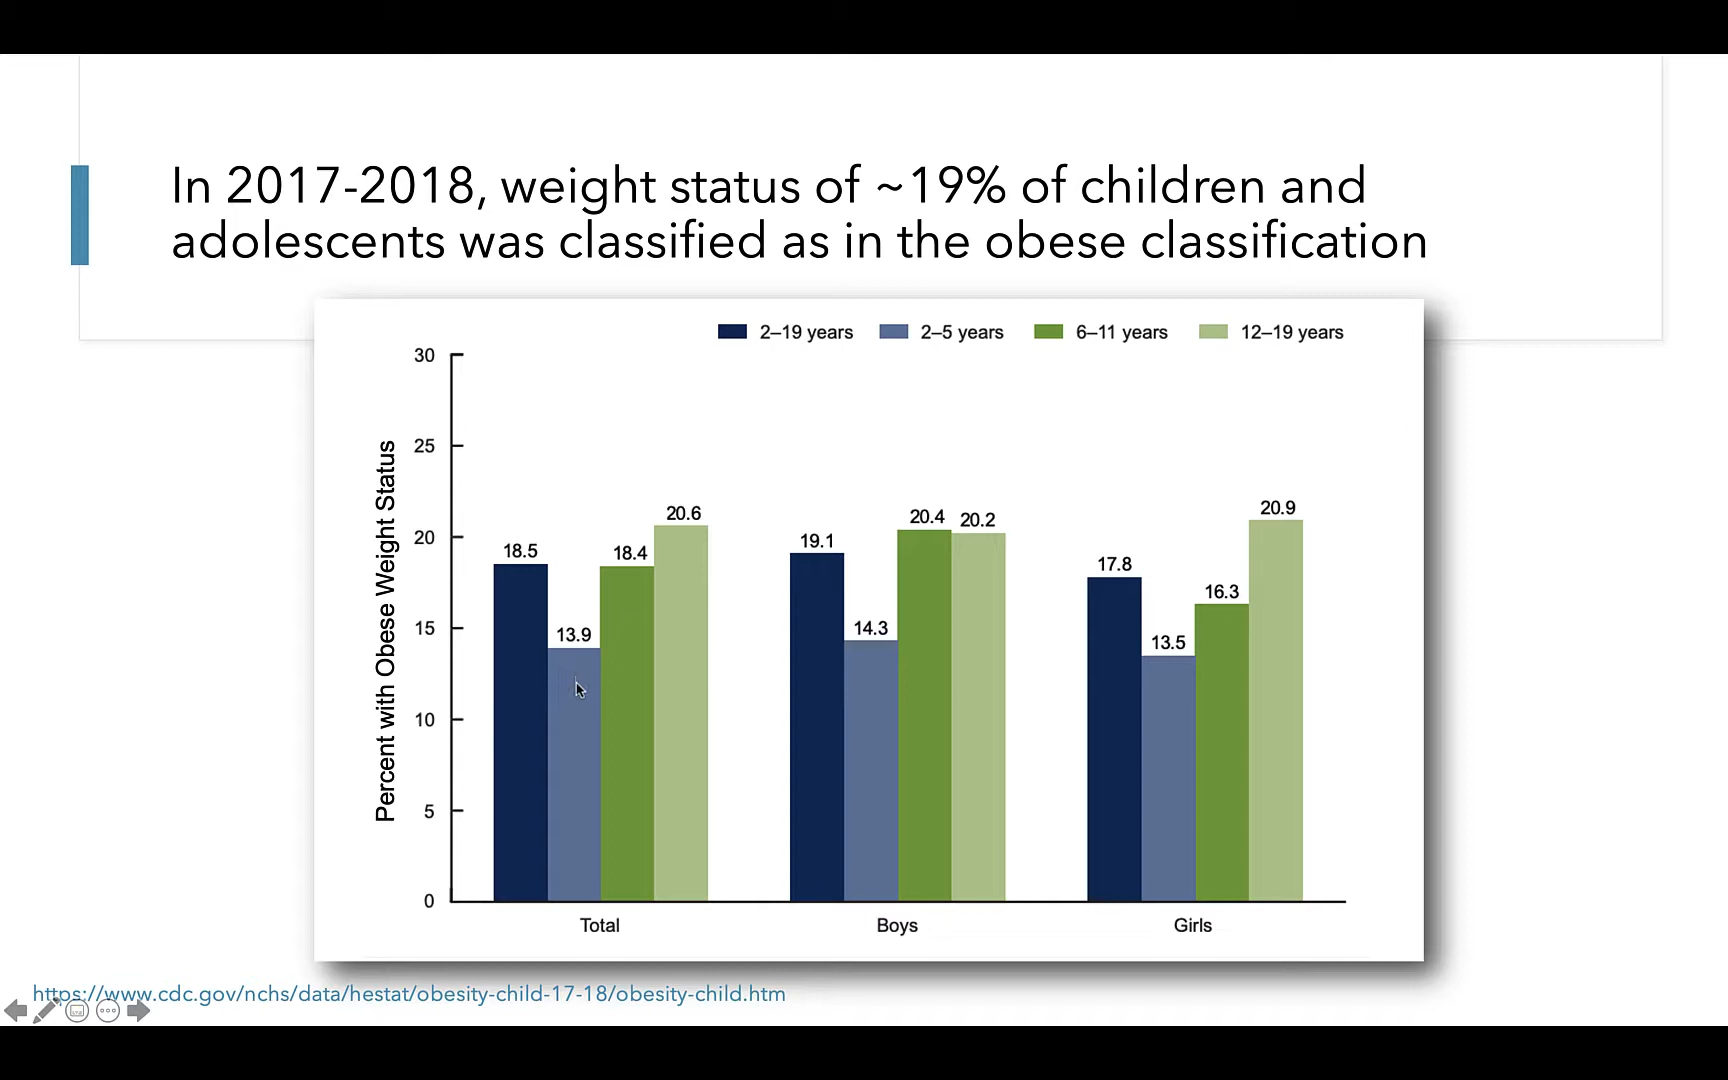 In 2017-2018, weight status of ~19% of children and
adolescents was classified as in the obese classification
2–19 years 2–5 years 6–11 years 12–19 years
Percent with Obese Weight Status
30
25
20
15
10
5
0
18.5 13.9 18.4 20.6
19.1 14.3 20.4 20.2
17.8 13.5 16.3 20.9
Total Boys Girls
https://www.cdc.gov/nchs/data/hestat/obesity-child-17-18/obesity-child.htm